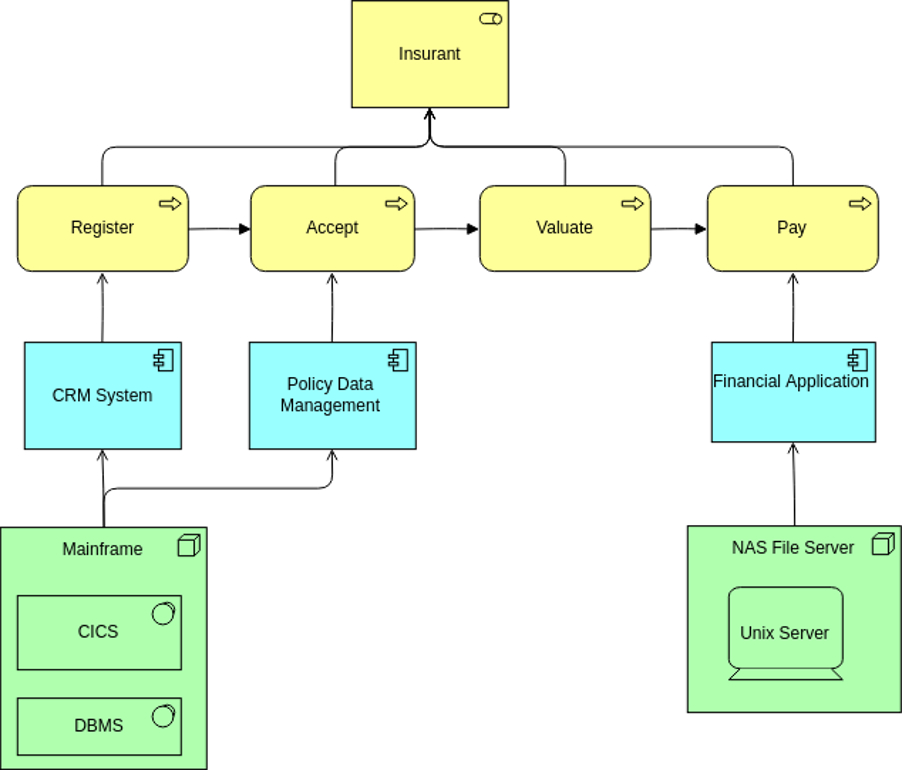 Insurant
Register
Accept
Valuate
Pay
CRM System
Policy Data
Management
Financial Application
Mainframe
CICS
DBMS
NAS File Server
Unix Server